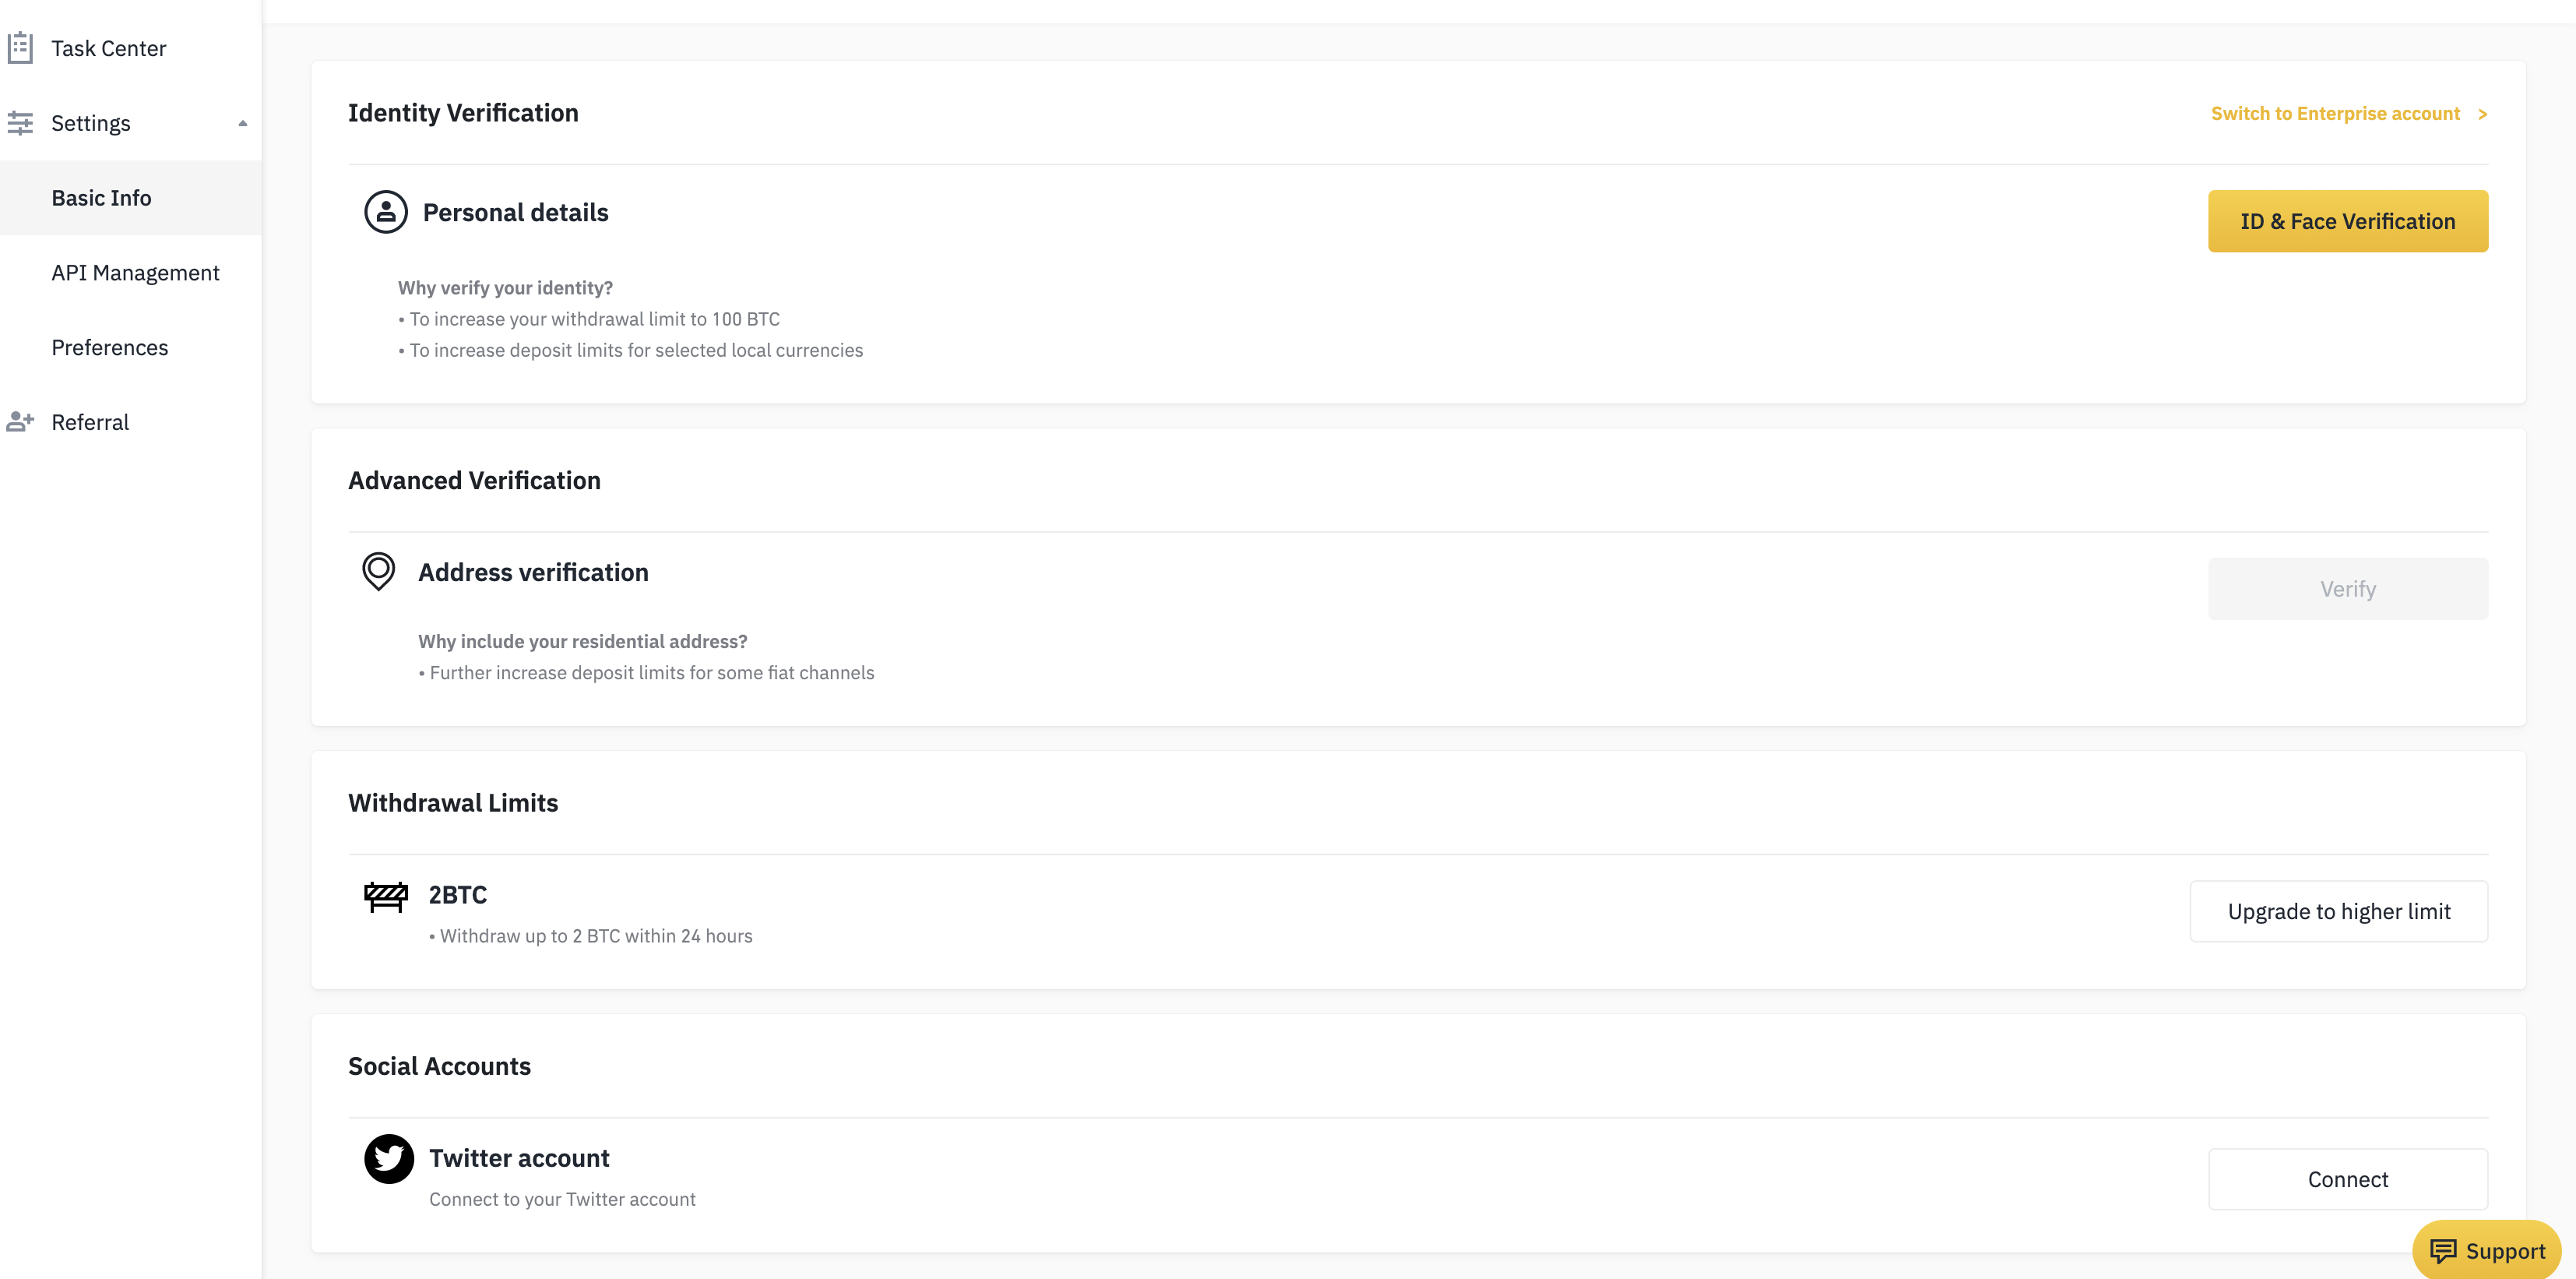 Task Center
Settings
Basic Info
API Management
Preferences
Referral
Identity Verification
Switch to Enterprise account >
Personal details
ID & Face Verification
Why verify your identity?
• To increase your withdrawal limit to 100 BTC
• To increase deposit limits for selected local currencies
Advanced Verification
Address verification
Verify
Why include your residential address?
• Further increase deposit limits for some fiat channels
Withdrawal Limits
2BTC
• Withdraw up to 2 BTC within 24 hours
Upgrade to higher limit
Social Accounts
Twitter account
Connect to your Twitter account
Connect
Support